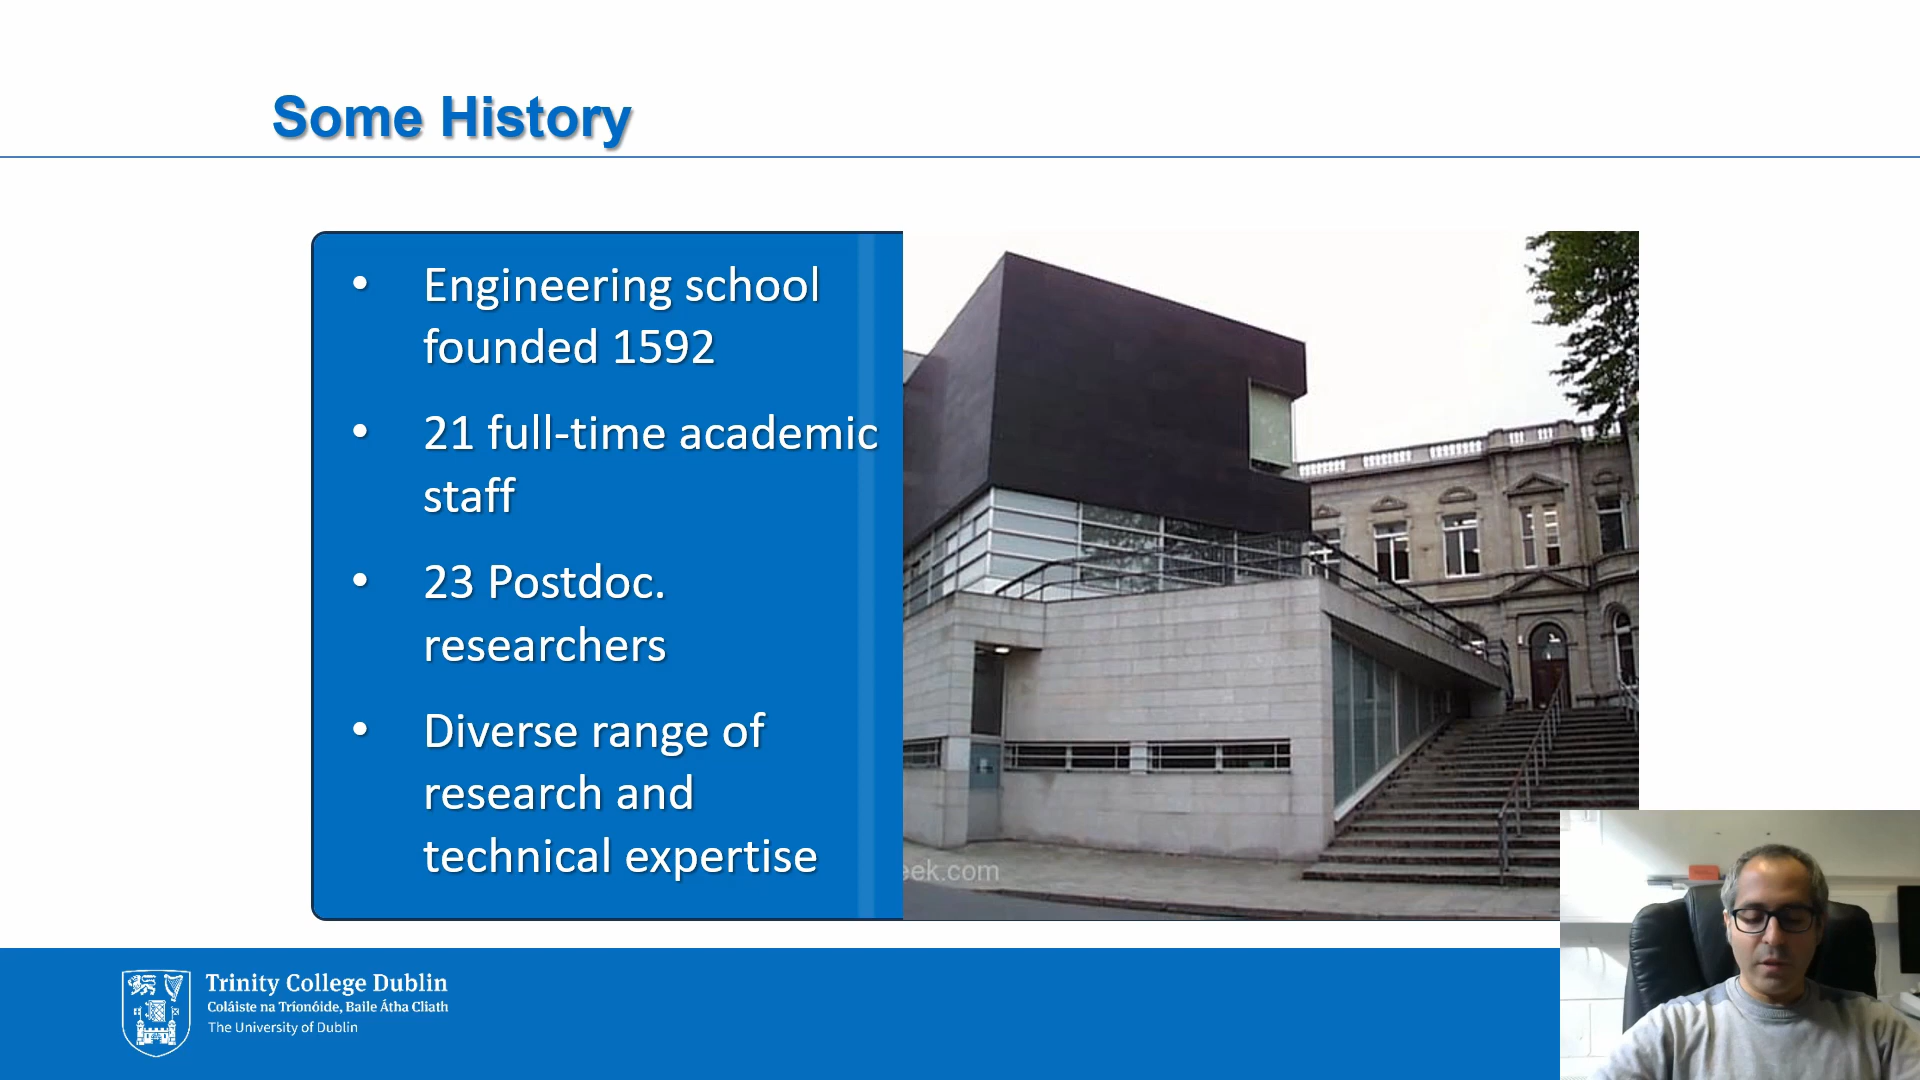 Some History
• Engineering school
founded 1592
• 21 full-time academic
staff
• 23 Postdoc.
researchers
• Diverse range of
research and
technical expertise
eek.com
Trinity College Dublin
Coláiste na Tríonóide, Baile Átha Cliath
The University of Dublin